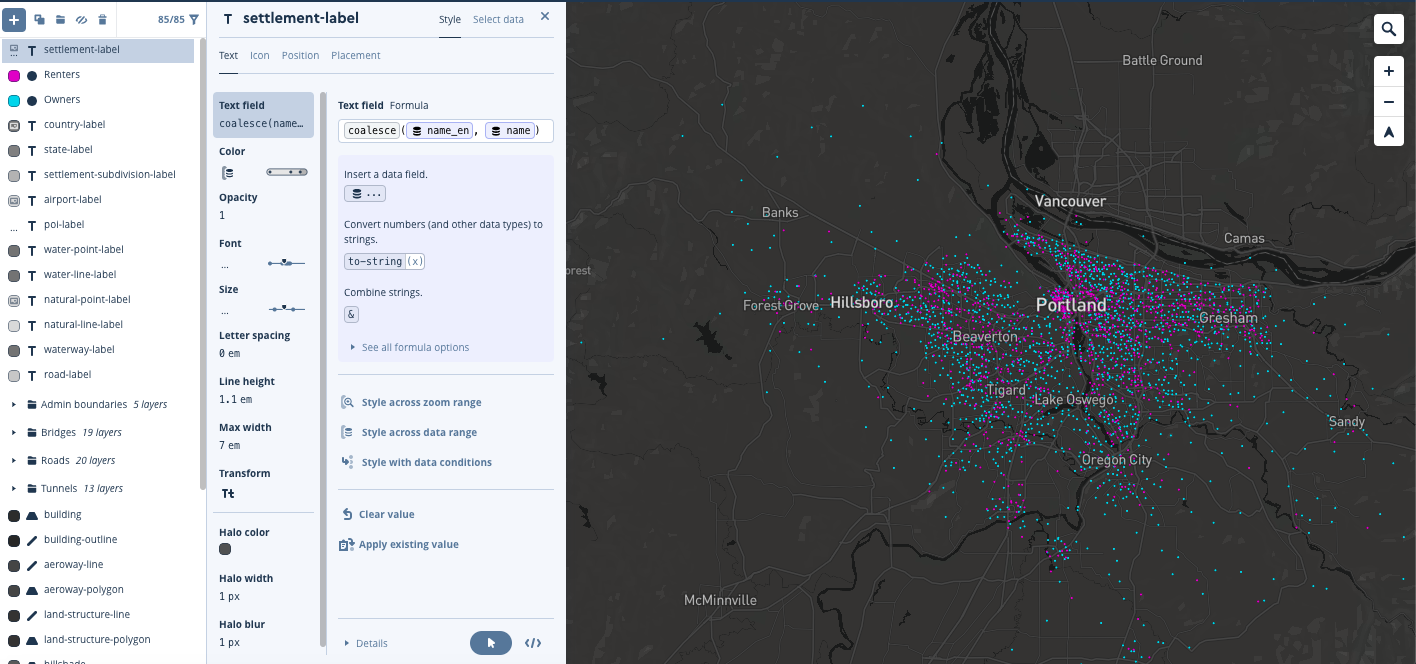 85/85
settlement-label
Renters
Owners
country-label
state-label
settlement-subdivision-label
airport-label
poi-label
water-point-label
water-line-label
natural-point-label
natural-line-label
waterway-label
road-label
Admin boundaries 5 layers
Bridges 19 layers
Roads 20 layers
Tunnels 13 layers
building
building-outline
aeroway-line
aeroway-polygon
land-structure-line
land-structure-polygon
hillshade
T settlement-label
Style
Select data
Text
Icon
Position
Placement
Text field
coalesce(name…
Color
Opacity
1
Font
...
Size
...
Letter spacing
0 em
Line height
1.1 em
Max width
7 em
Transform
Tt
Halo color
Halo width
1 px
Halo blur
1 px
Text field Formula
coalesce( name_en, name )
Insert a data field.
...
Convert numbers (and other data types) to
strings.
to-string (x)
Combine strings.
&
See all formula options
Style across zoom range
Style across data range
Style with data conditions
Clear value
Apply existing value
Details
</>
Battle Ground
Vancouver
Banks
Camas
orest
Forest Grove
Hillsboro
Portland
Gresham
Beaverton
Tigard
Lake Oswego
Sandy
Oregon City
McMinnville